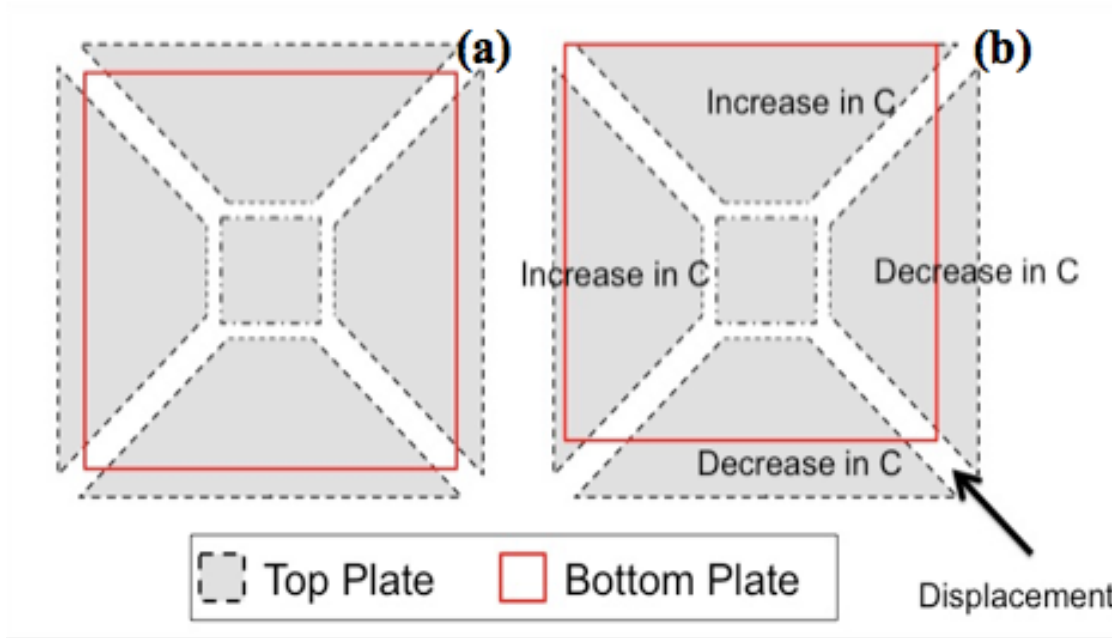 (a)
(b)
Increase in C
Increase in C
Decrease in C
Decrease in C
Top Plate
Bottom Plate
Displacement